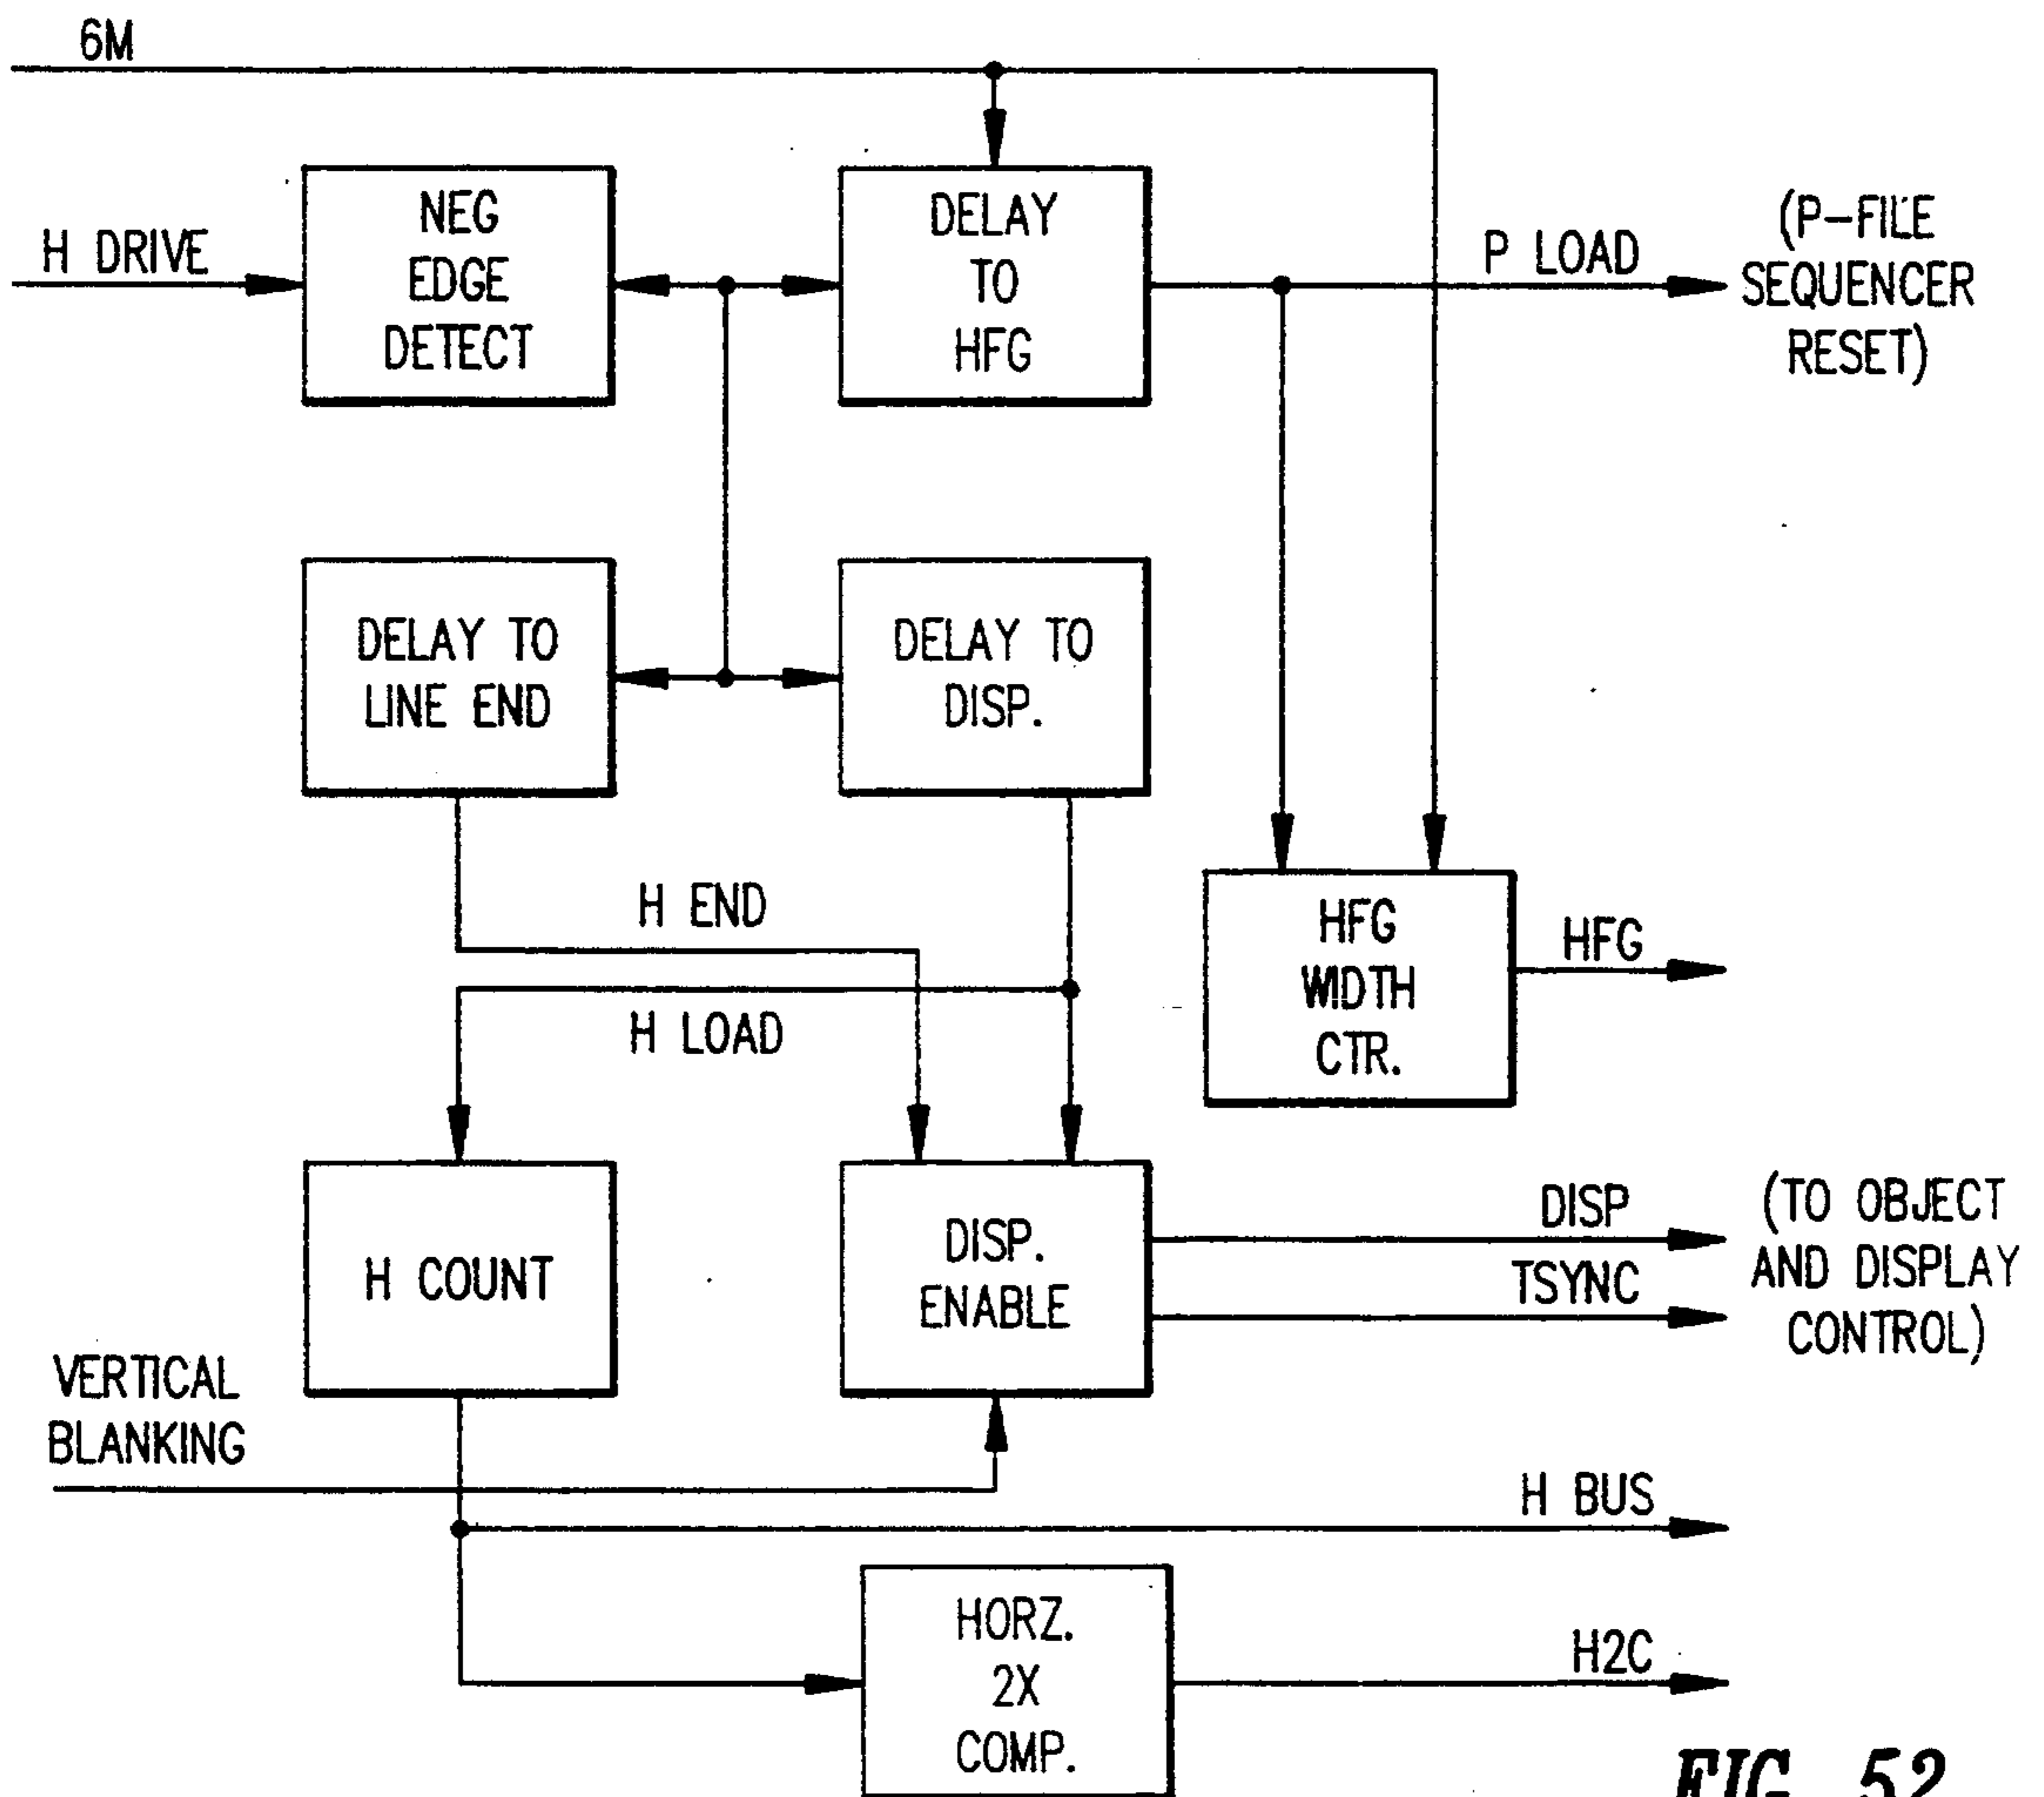 6M
H DRIVE
NEG
EDGE
DETECT
DELAY
TO
HFG
P LOAD
(P-FILE
SEQUENCER
RESET)
DELAY TO
LINE END
DELAY TO
DISP.
H END
H LOAD
HFG
WIDTH
CTR.
HFG
H COUNT
DISP.
ENABLE
DISP
TSYNC
(TO OBJECT
AND DISPLAY
CONTROL)
VERTICAL
BLANKING
H BUS
HORZ.
2X
COMP.
H2C
FIG. 52